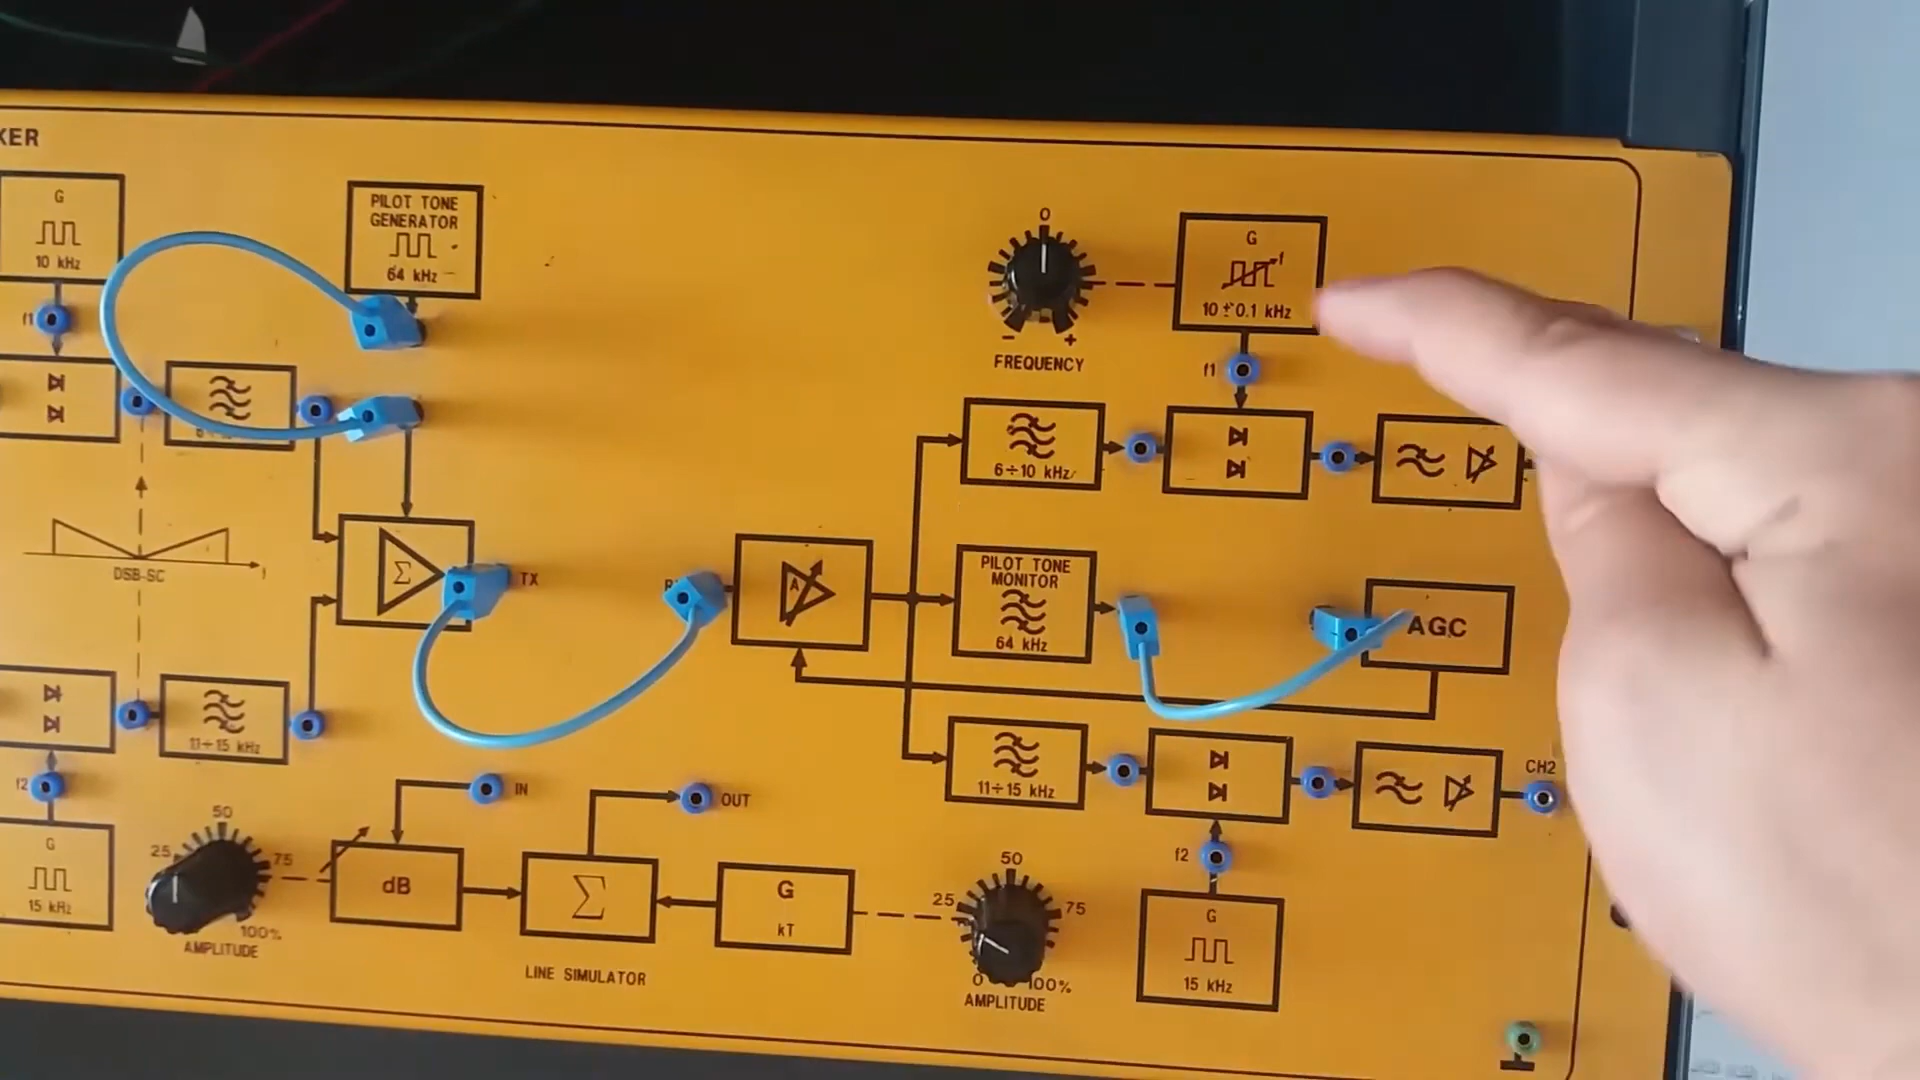 KER
G
10 kHz
f1
PILOT TONE
GENERATOR
64 kHz
0
- +
FREQUENCY
G
f
10 ± 0.1 kHz
f1
6÷10 kHz
DSB-SC
f
Σ
TX
A
PILOT TONE
MONITOR
64 kHz
AGC
11÷15 kHz
f2
G
15 kHz
25
50
75
100%
AMPLITUDE
IN
dB
OUT
Σ
G
kT
LINE SIMULATOR
25
50
75
0
100%
AMPLITUDE
11÷15 kHz
CH2
f2
G
15 kHz